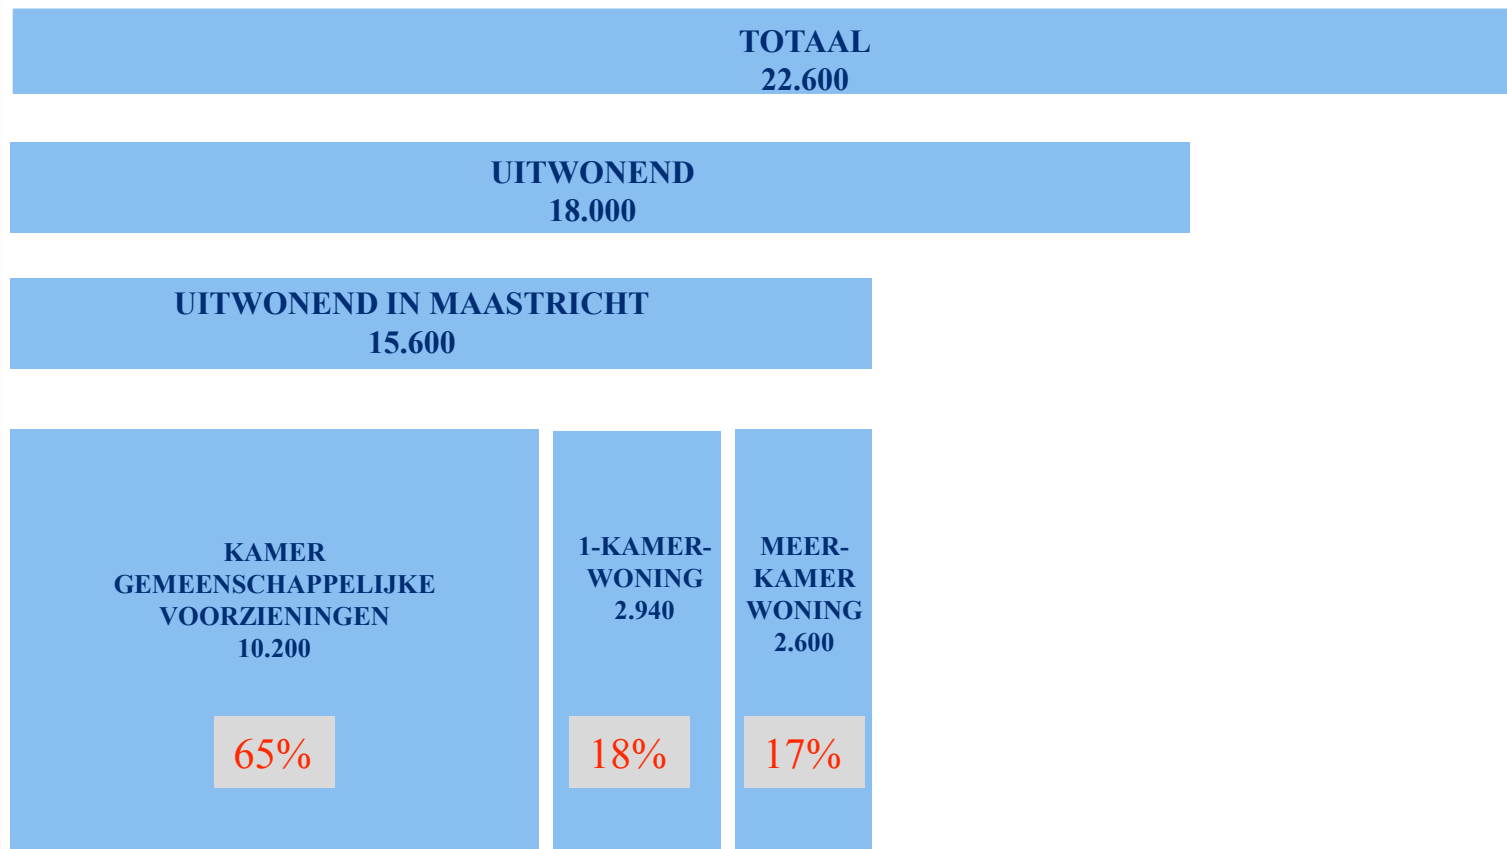 TOTAAL
22.600
UITWONEND
18.000
UITWONEND IN MAASTRICHT
15.600
KAMER
GEMEENSCHAPPELIJKE
VOORZIENINGEN
10.200
65%
1-KAMER-
WONING
2.940
18%
MEER-
KAMER
WONING
2.600
17%